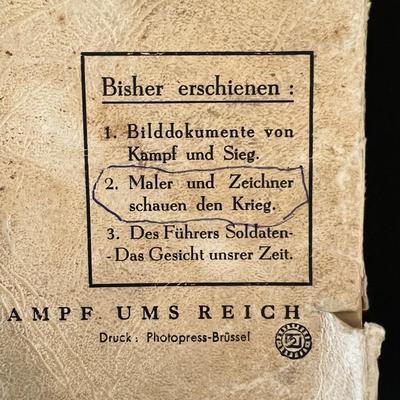 Bisher erschienen :
1. Bilddokumente von
Kampf und Sieg.
2. Maler und Zeichner
schauen den Krieg.
3. Des Führers Soldaten-
-Das Gesicht unsrer Zeit.
AMPF UMS REICH
Druck : Photopress-Brüssel